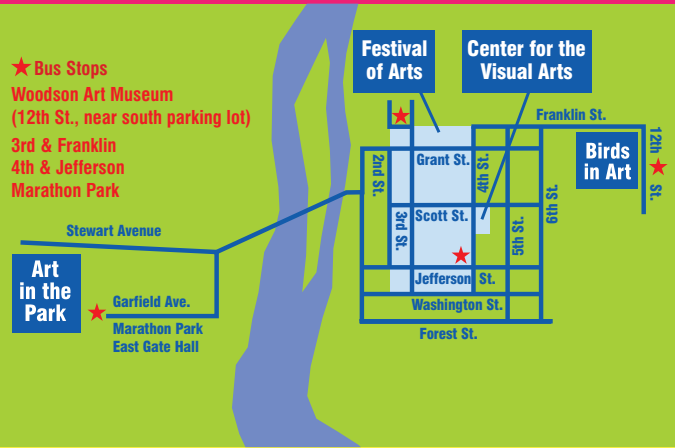 Bus Stops
Woodson Art Museum
(12th St., near south parking lot)
3rd & Franklin
4th & Jefferson
Marathon Park
Festival
of Arts
Center for the
Visual Arts
Franklin St.
Birds
in Art
12th
St.
Grant St.
2nd St.
4th St.
Scott St.
3rd St.
5th St.
6th St.
Jefferson St.
Washington St.
Forest St.
Stewart Avenue
Art
in the
Park
Garfield Ave.
Marathon Park
East Gate Hall